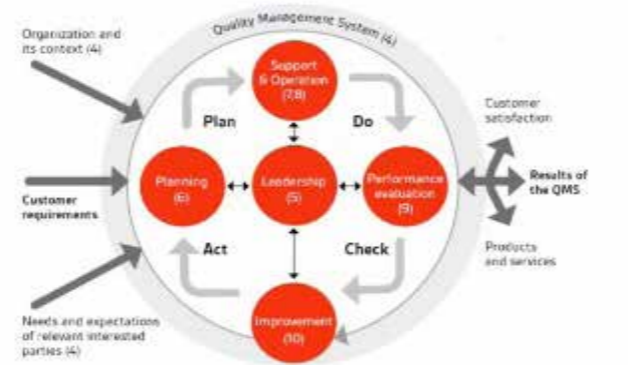 Quality Management System (4)
Organization and
its context (4)
Support
& Operation
(7,8)
Plan
Do
Customer
satisfaction
Planning
(6)
Leadership
(5)
Performance
evaluation
(9)
Results of
the QMS
Customer
requirements
Act
Check
Products
and services
Needs and expectations
of relevant interested
parties (4)
Improvement
(10)